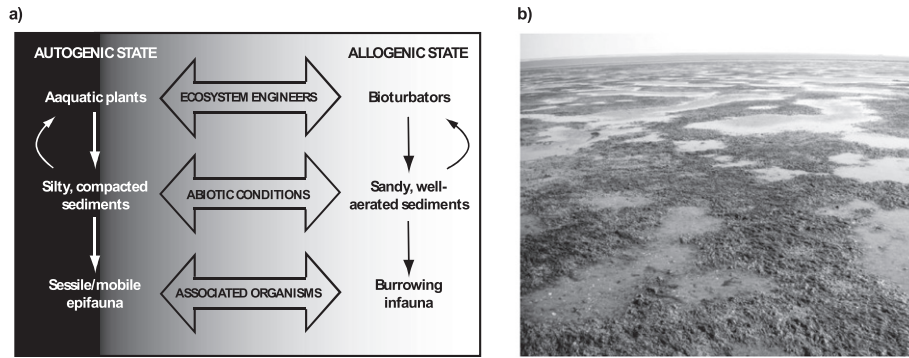 a)
AUTOGENIC STATE
ALLOGENIC STATE
Aaquatic plants
ECOSYSTEM ENGINEERS
Bioturbators
Silty, compacted
sediments
ABIOTIC CONDITIONS
Sandy, well-
aerated sediments
Sessile/mobile
epifauna
ASSOCIATED ORGANISMS
Burrowing
infauna
b)